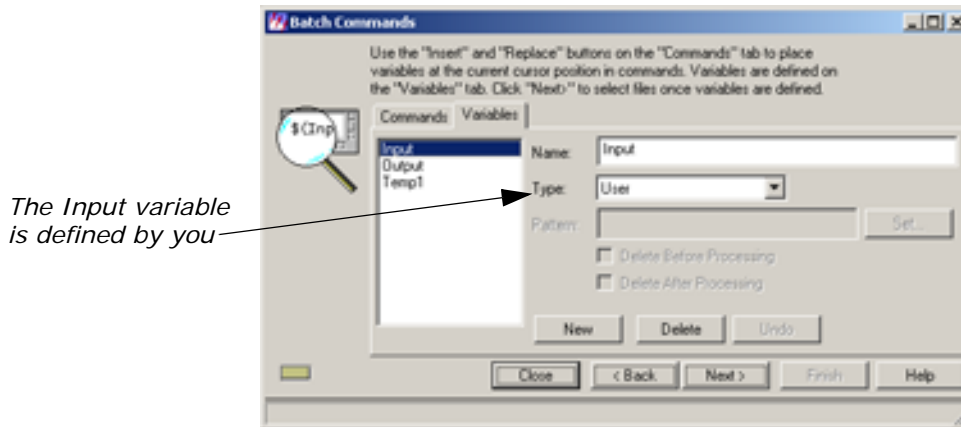 Batch Commands
Use the "Insert" and "Replace" buttons on the "Commands" tab to place
variables at the current cursor position in commands. Variables are defined on
the "Variables" tab. Click "Next>" to select files once variables are defined.
$(Inp
Commands Variables
Input
Output
Temp1
Name: Input
Type: User
Pattern: Set...
Delete Before Processing
Delete After Processing
The Input variable
is defined by you
New Delete Undo
Close < Back Next > Finish Help